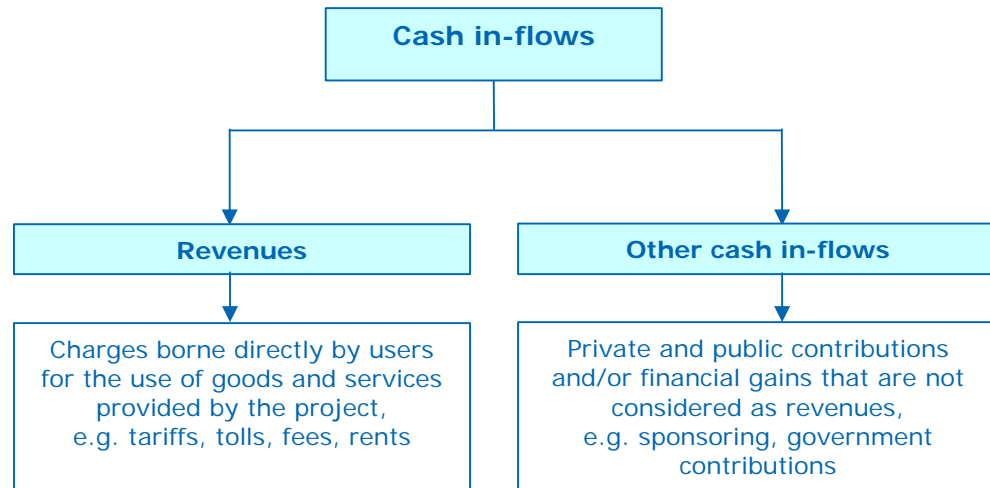 Cash in-flows
Revenues
Other cash in-flows
Charges borne directly by users
for the use of goods and services
provided by the project,
e.g. tariffs, tolls, fees, rents
Private and public contributions
and/or financial gains that are not
considered as revenues,
e.g. sponsoring, government
contributions